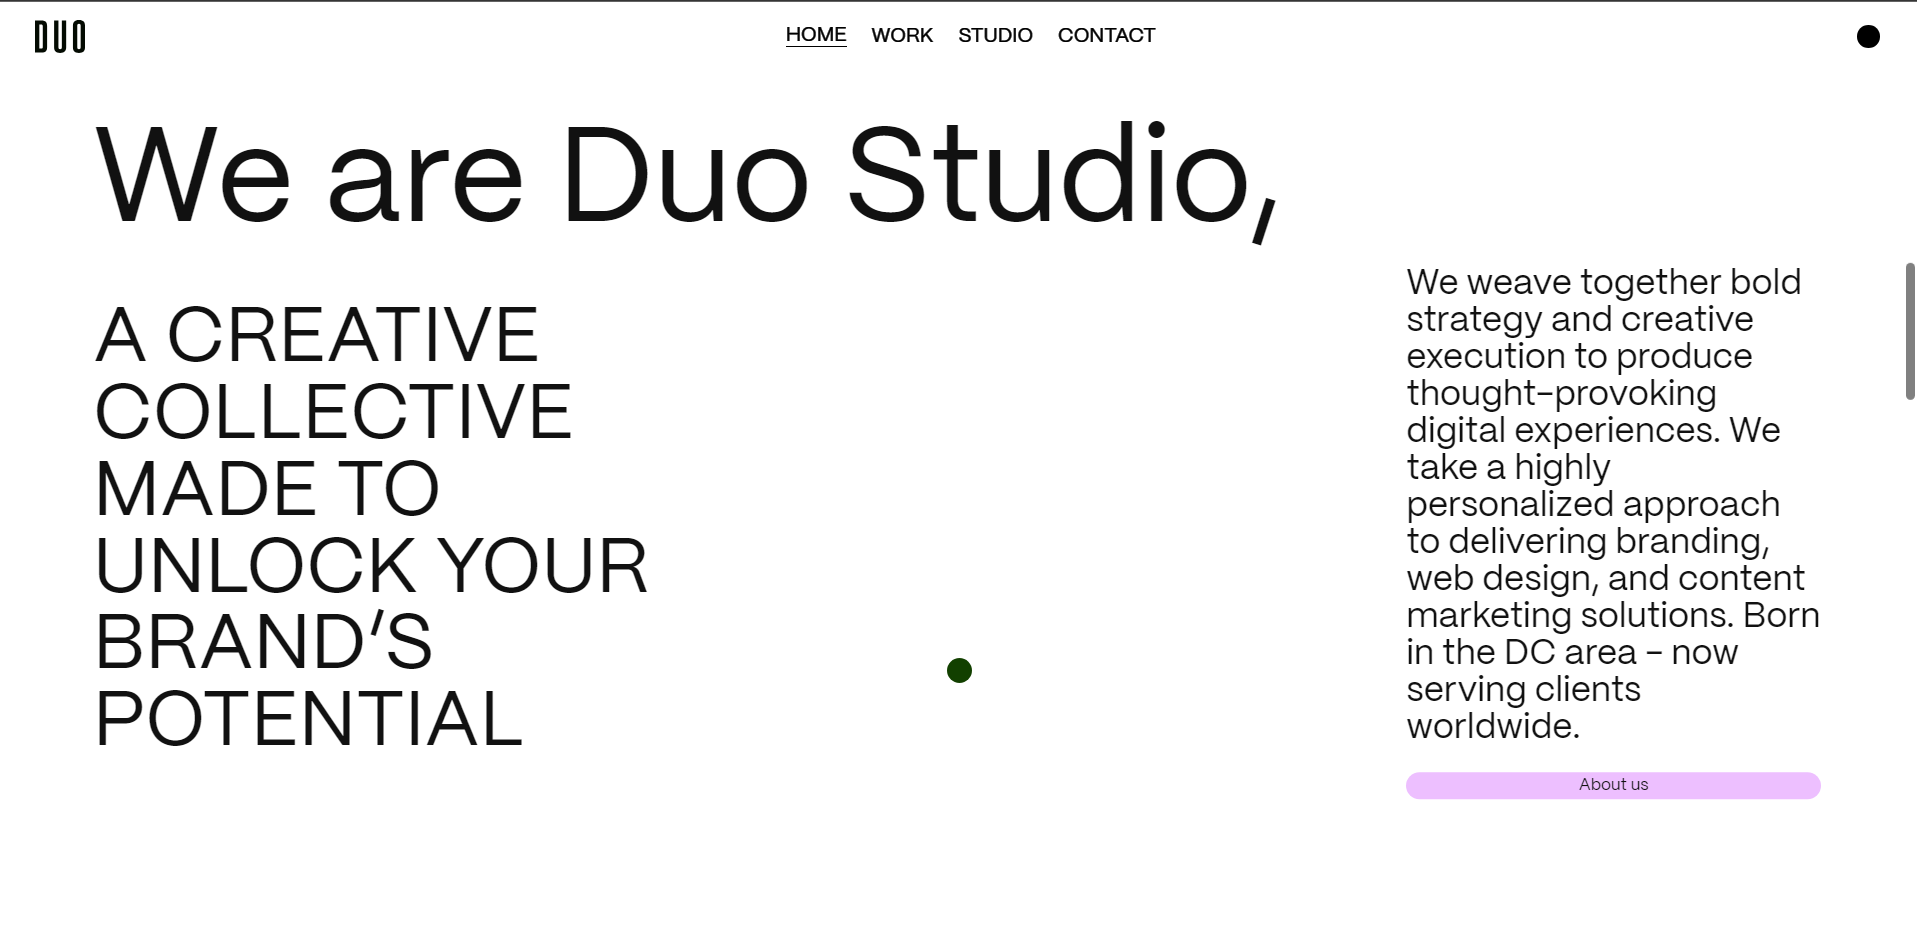 DUO
HOME WORK STUDIO CONTACT
We are Duo Studio,
A CREATIVE
COLLECTIVE
MADE TO
UNLOCK YOUR
BRAND’S
POTENTIAL
We weave together bold
strategy and creative
execution to produce
thought-provoking
digital experiences. We
take a highly
personalized approach
to delivering branding,
web design, and content
marketing solutions. Born
in the DC area – now
serving clients
worldwide.
About us